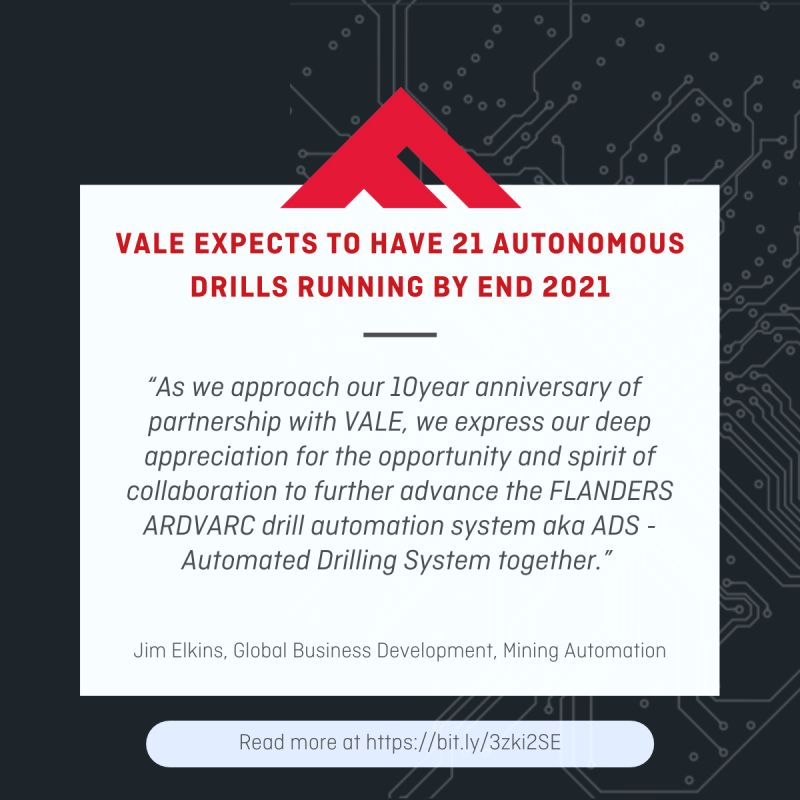 VALE EXPECTS TO HAVE 21 AUTONOMOUS
DRILLS RUNNING BY END 2021
“As we approach our 10year anniversary of
partnership with VALE, we express our deep
appreciation for the opportunity and spirit of
collaboration to further advance the FLANDERS
ARDVARC drill automation system aka ADS -
Automated Drilling System together.”
Jim Elkins, Global Business Development, Mining Automation
Read more at https://bit.ly/3zki2SE